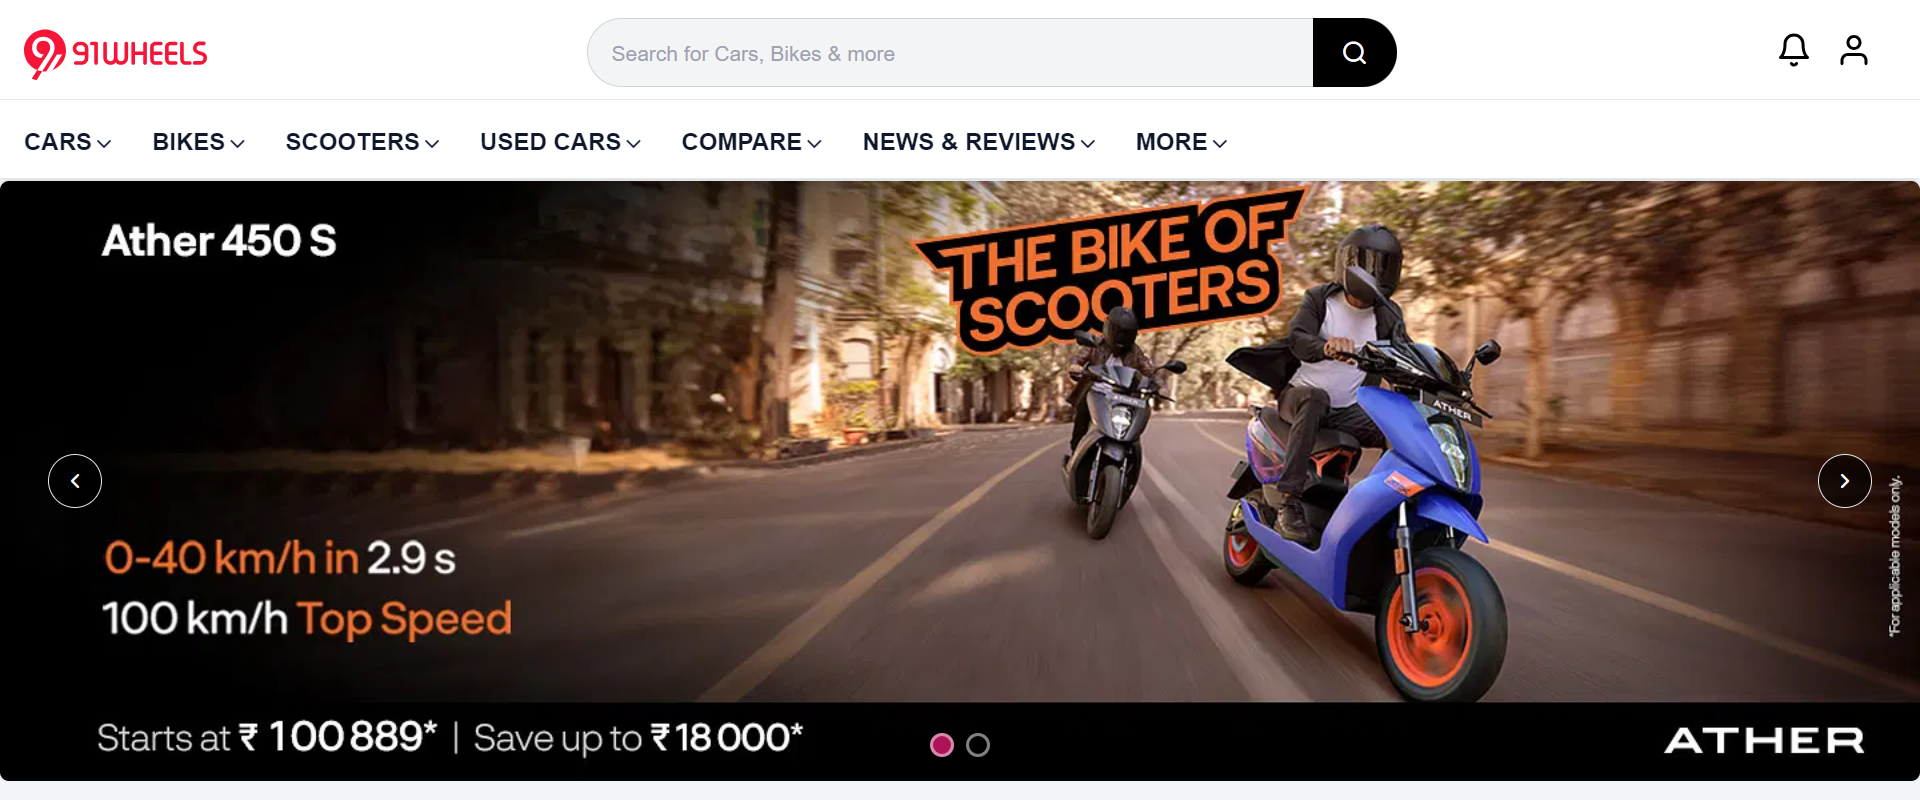 91WHEELS
Search for Cars, Bikes & more
CARS BIKES SCOOTERS USED CARS COMPARE NEWS & REVIEWS MORE
Ather 450 S
THE BIKE OF
SCOOTERS
ATHER
ATHER
0-40 km/h in 2.9 s
100 km/h Top Speed
*For applicable models only.
Starts at ₹ 100 889* | Save up to ₹ 18 000*
ATHER